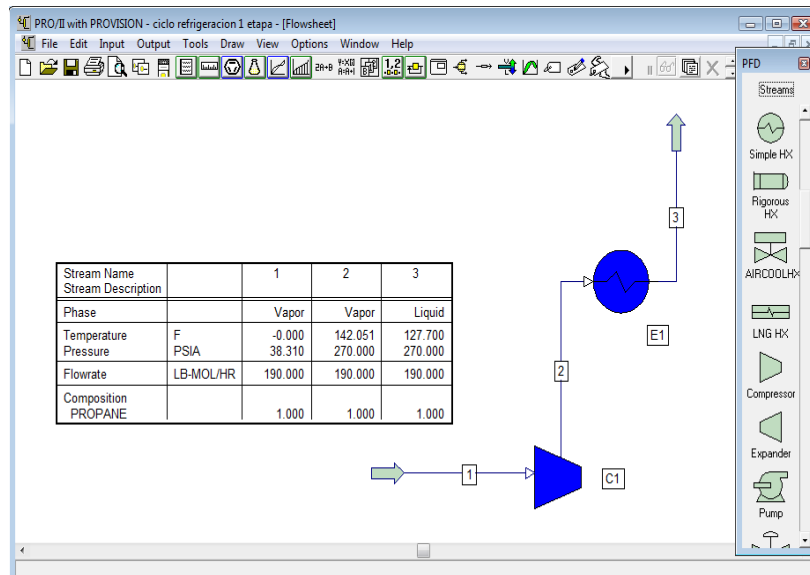 PRO/II with PROVISION - ciclo refrigeracion 1 etapa - [Flowsheet]
File Edit Input Output Tools Draw View Options Window Help
PFD
Streams
Simple HX
Rigorous
HX
AIRCOOLHX
LNG HX
Compressor
Expander
Pump
Stream Name 1 2 3
Stream Description
Phase Vapor Vapor Liquid
Temperature F -0.000 142.051 127.700
Pressure PSIA 38.310 270.000 270.000
Flowrate LB-MOL/HR 190.000 190.000 190.000
Composition
PROPANE 1.000 1.000 1.000
3
E1
2
1
C1